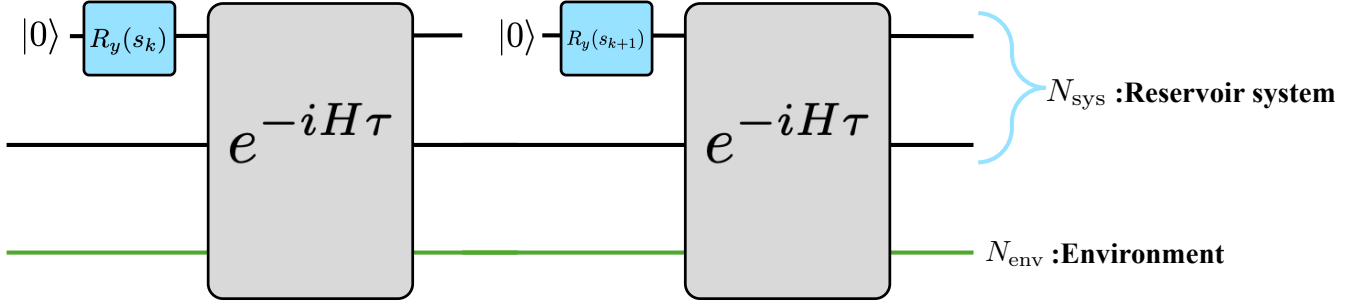 |0⟩ R_y(s_k) |0⟩ R_y(s_{k+1})
e^{-iHτ} e^{-iHτ}
N_sys :Reservoir system
N_env :Environment